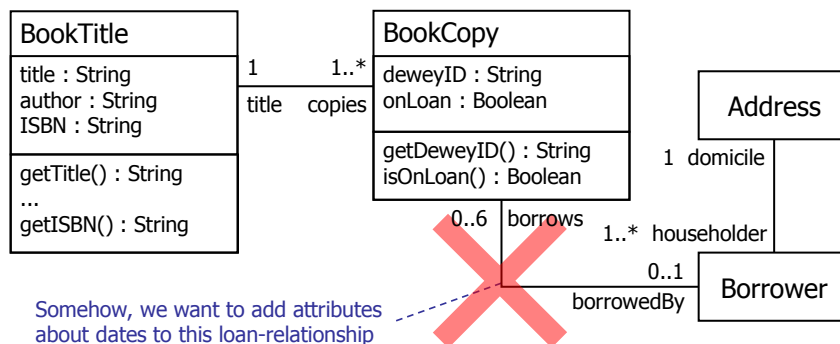 BookTitle
title : String
author : String
ISBN : String
getTitle() : String
...
getISBN() : String
1
title
1..*
copies
BookCopy
deweyID : String
onLoan : Boolean
getDeweyID() : String
isOnLoan() : Boolean
Address
1 domicile
0..6 borrows
1..* householder
0..1
borrowedBy
Borrower
Somehow, we want to add attributes
about dates to this loan-relationship